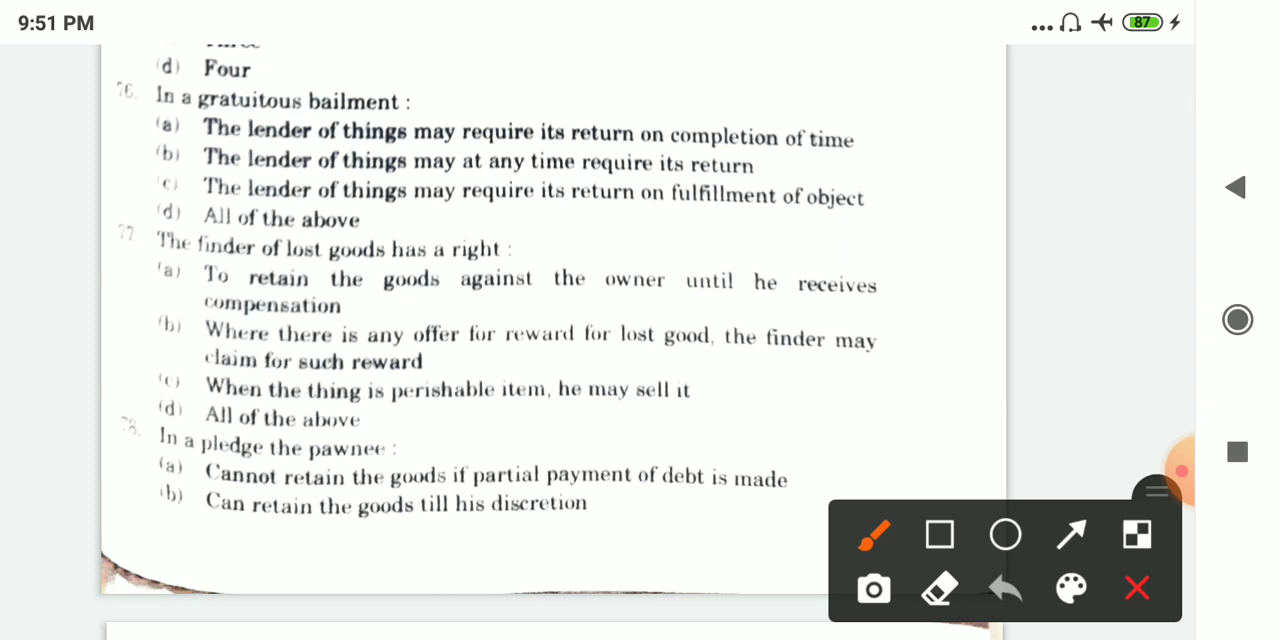 9:51 PM
87
(d) Four
76. In a gratuitous bailment :
(a) The lender of things may require its return on completion of time
(b) The lender of things may at any time require its return
(c) The lender of things may require its return on fulfillment of object
(d) All of the above
77 The finder of lost goods has a right :
(a) To retain the goods against the owner until he receives
compensation
(b) Where there is any offer for reward for lost good, the finder may
claim for such reward
(c) When the thing is perishable item, he may sell it
(d) All of the above
78. In a pledge the pawnee :
(a) Cannot retain the goods if partial payment of debt is made
(b) Can retain the goods till his discretion